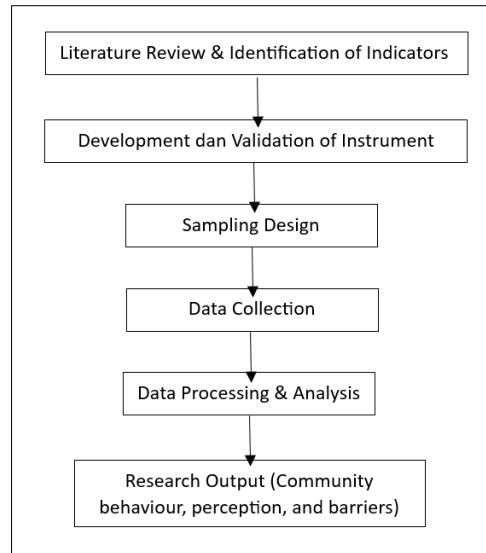 Literature Review & Identification of Indicators
Development dan Validation of Instrument
Sampling Design
Data Collection
Data Processing & Analysis
Research Output (Community
behaviour, perception, and barriers)